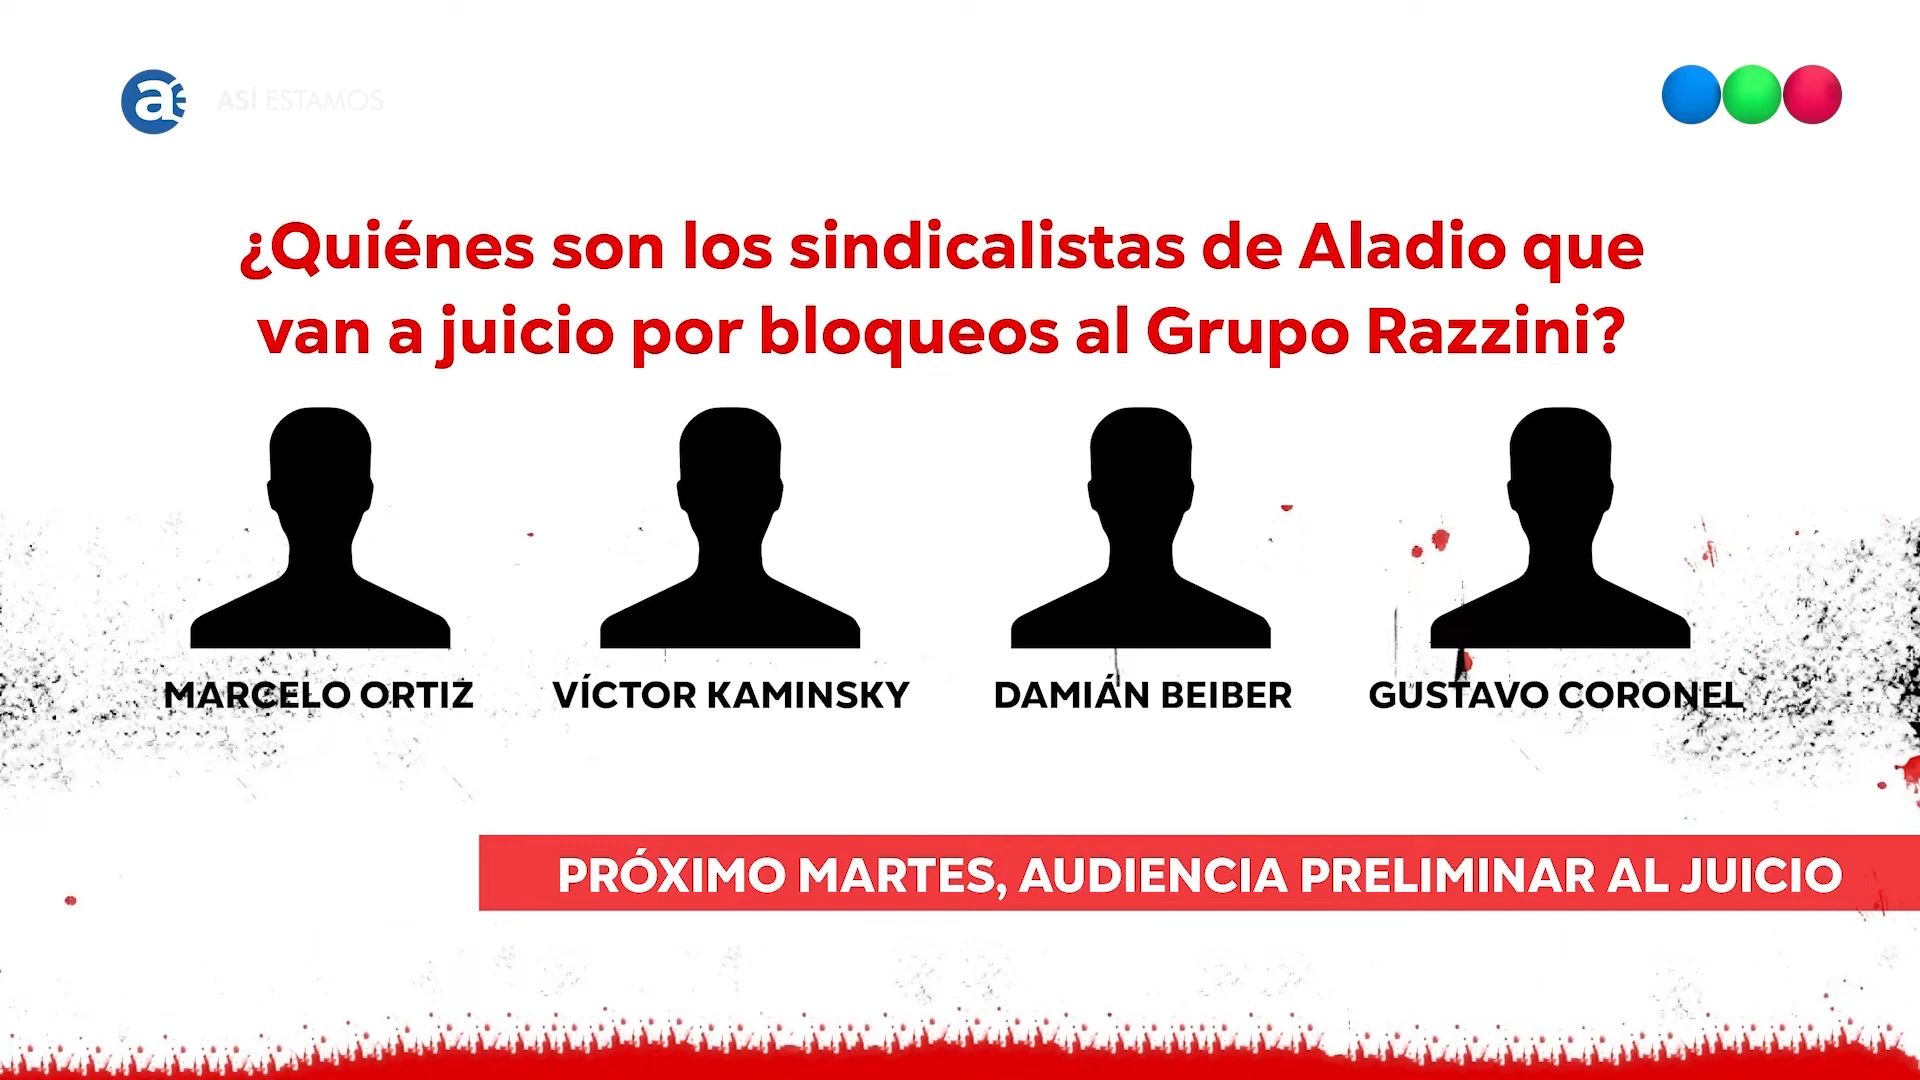 a
ASÍ ESTAMOS
¿Quiénes son los sindicalistas de Aladio que
van a juicio por bloqueos al Grupo Razzini?
MARCELO ORTIZ
VÍCTOR KAMINSKY
DAMIÁN BEIBER
GUSTAVO CORONEL
PRÓXIMO MARTES, AUDIENCIA PRELIMINAR AL JUICIO